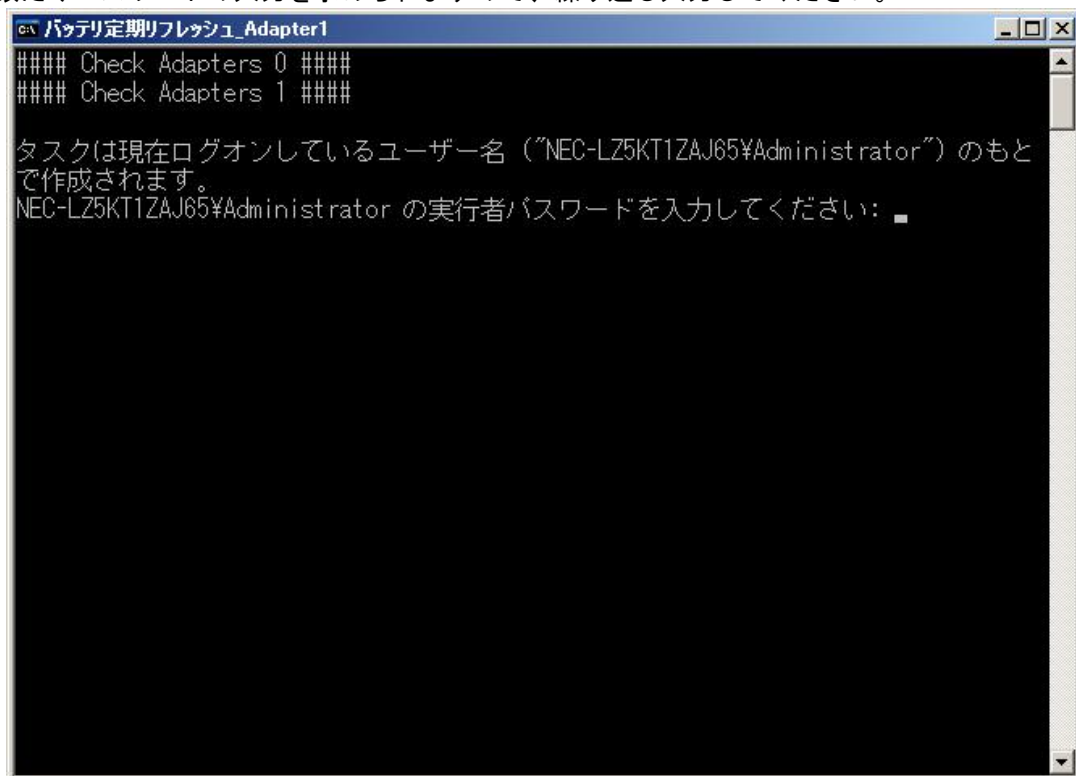 バッテリ定期リフレッシュ_Adapter1
#### Check Adapters 0 ####
#### Check Adapters 1 ####
タスクは現在ログオンしているユーザー名 ("NEC-LZ5KT1ZAJ65¥Administrator") のもと
で作成されます。
NEC-LZ5KT1ZAJ65¥Administrator の実行者パスワードを入力してください: